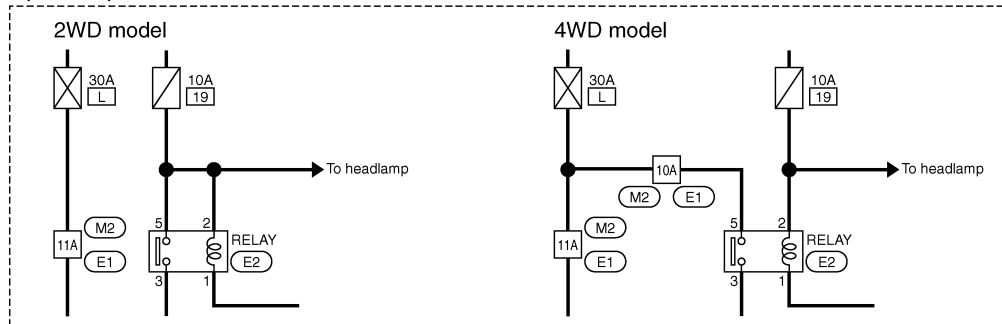 2WD model
30A
L
10A
19
To headlamp
M2
11A
E1
5
2
RELAY
E2
3
1
4WD model
30A
L
10A
19
To headlamp
10A
M2
E1
M2
11A
E1
5
2
RELAY
E2
3
1